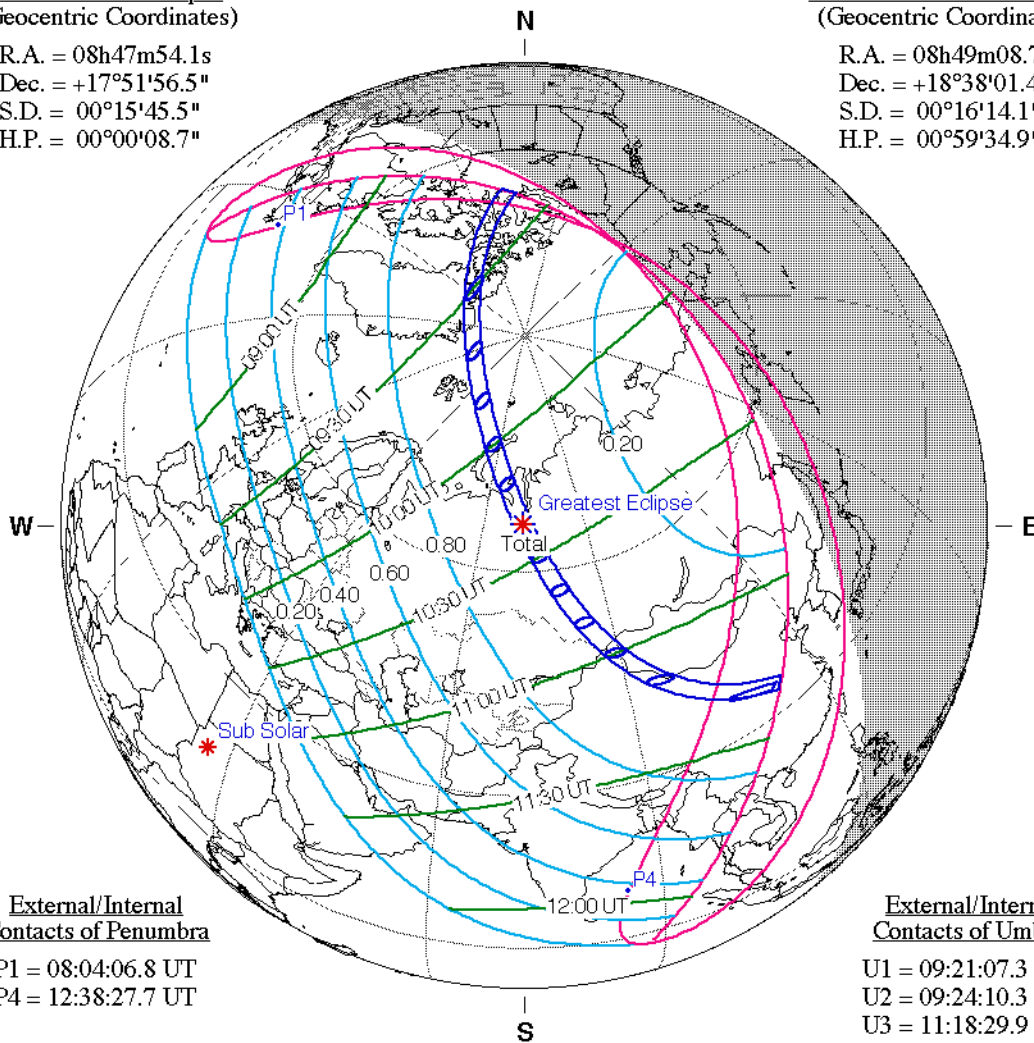 (Geocentric Coordinates)
R.A. = 08h47m54.1s
Dec. = +17°51'56.5"
S.D. = 00°15'45.5"
H.P. = 00°00'08.7"
N
(Geocentric Coordina
R.A. = 08h49m08.7
Dec. = +18°38'01.4
S.D. = 00°16'14.1"
H.P. = 00°59'34.9"
P1
09:00 UT
09:30 UT
0.20
10:00 UT
Greatest Eclipse
W
E
Total
0.80
0.60
0.40
0.20
10:30 UT
11:00 UT
Sub Solar
11:30 UT
P4
12:00 UT
External/Internal
Contacts of Penumbra
P1 = 08:04:06.8 UT
P4 = 12:38:27.7 UT
External/Intern
Contacts of Umb
U1 = 09:21:07.3
U2 = 09:24:10.3
U3 = 11:18:29.9
S